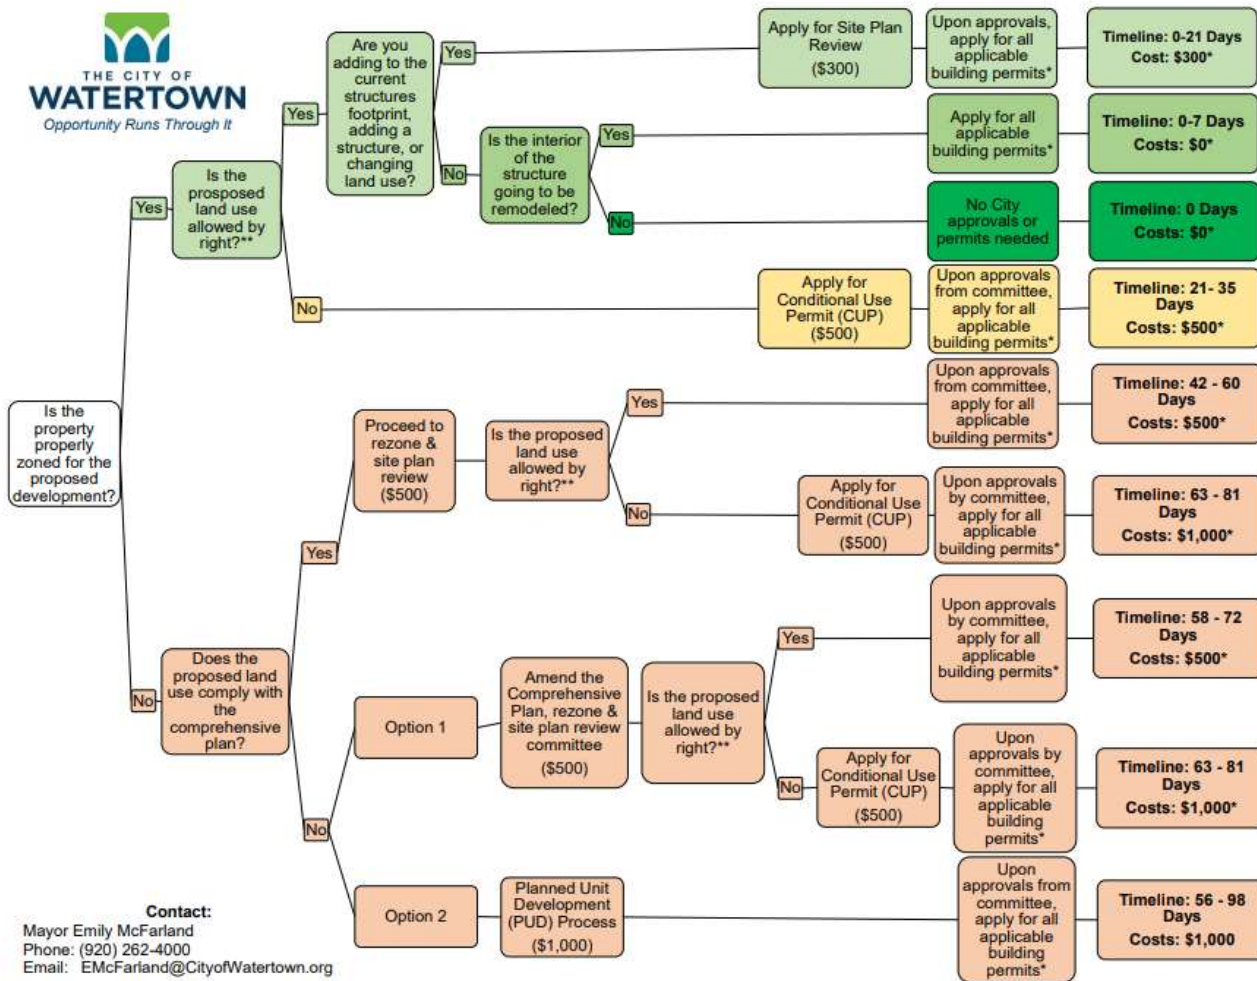 THE CITY OF
WATERTOWN
Opportunity Runs Through It
Is the
property
properly
zoned for the
proposed
development?
Yes
Is the
prosposed
land use
allowed by
right?**
Yes
Are you
adding to the
current
structures
footprint,
adding a
structure, or
changing
land use?
Yes
Apply for Site Plan
Review
($300)
Upon approvals,
apply for all
applicable
building permits*
Timeline: 0-21 Days
Cost: $300*
No
Is the interior
of the
structure
going to be
remodeled?
Yes
Apply for all
applicable
building permits*
Timeline: 0-7 Days
Costs: $0*
No
No City
approvals or
permits needed
Timeline: 0 Days
Costs: $0*
No
Apply for
Conditional Use
Permit (CUP)
($500)
Upon approvals
from committee,
apply for all
applicable
building permits*
Timeline: 21- 35
Days
Costs: $500*
No
Does the
proposed land
use comply with
the
comprehensive
plan?
Yes
Proceed to
rezone &
site plan
review
($500)
Is the proposed
land use
allowed by
right?**
Yes
Upon approvals
from committee,
apply for all
applicable
building permits*
Timeline: 42 - 60
Days
Costs: $500*
No
Apply for
Conditional Use
Permit (CUP)
($500)
Upon approvals
by committee,
apply for all
applicable
building permits*
Timeline: 63 - 81
Days
Costs: $1,000*
No
Option 1
Amend the
Comprehensive
Plan, rezone &
site plan review
committee
($500)
Is the proposed
land use
allowed by
right?**
Yes
Upon approvals
by committee,
apply for all
applicable
building permits*
Timeline: 58 - 72
Days
Costs: $500*
No
Apply for
Conditional Use
Permit (CUP)
($500)
Upon
approvals by
committee,
apply for all
applicable
building
permits*
Timeline: 63 - 81
Days
Costs: $1,000*
Option 2
Planned Unit
Development
(PUD) Process
($1,000)
Upon
approvals from
committee,
apply for all
applicable
building
permits*
Timeline: 56 - 98
Days
Costs: $1,000
Contact:
Mayor Emily McFarland
Phone: (920) 262-4000
Email: EMcFarland@CityofWatertown.org